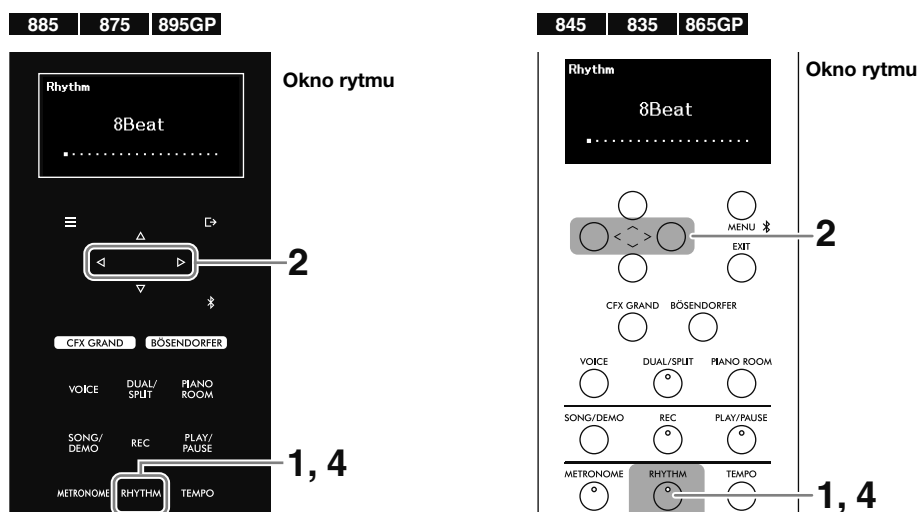 885 875 895GP
Rhythm
8Beat
Okno rytmu
2
CFX GRAND BÖSENDORFER
VOICE DUAL/SPLIT PIANO ROOM
SONG/DEMO REC PLAY/PAUSE
METRONOME RHYTHM TEMPO
1, 4
845 835 865GP
Rhythm
8Beat
Okno rytmu
MENU
2
EXIT
CFX GRAND BÖSENDORFER
VOICE DUAL/SPLIT PIANO ROOM
SONG/DEMO REC PLAY/PAUSE
METRONOME RHYTHM TEMPO
1, 4